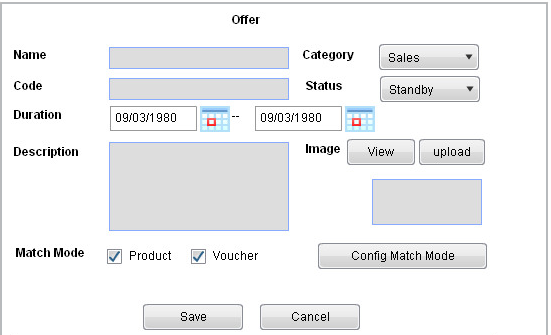 Offer
Name
Category
Sales
Code
Status
Standby
Duration
09/03/1980 -- 09/03/1980
Description
Image
View
upload
Match Mode
Product
Voucher
Config Match Mode
Save
Cancel